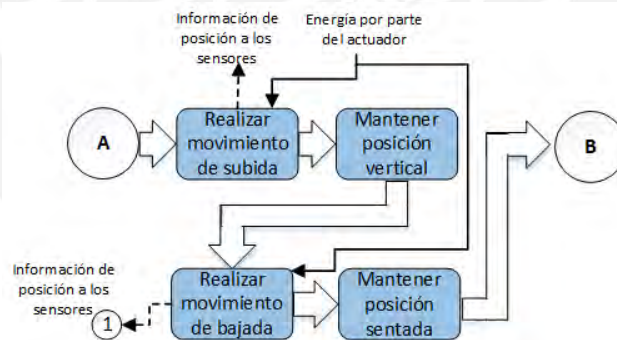 Información de
posición a los
sensores
Energía por parte
del actuador
A
Realizar
movimiento
de subida
Mantener
posición
vertical
B
Información de
posición a los
sensores
1
Realizar
movimiento
de bajada
Mantener
posición
sentada